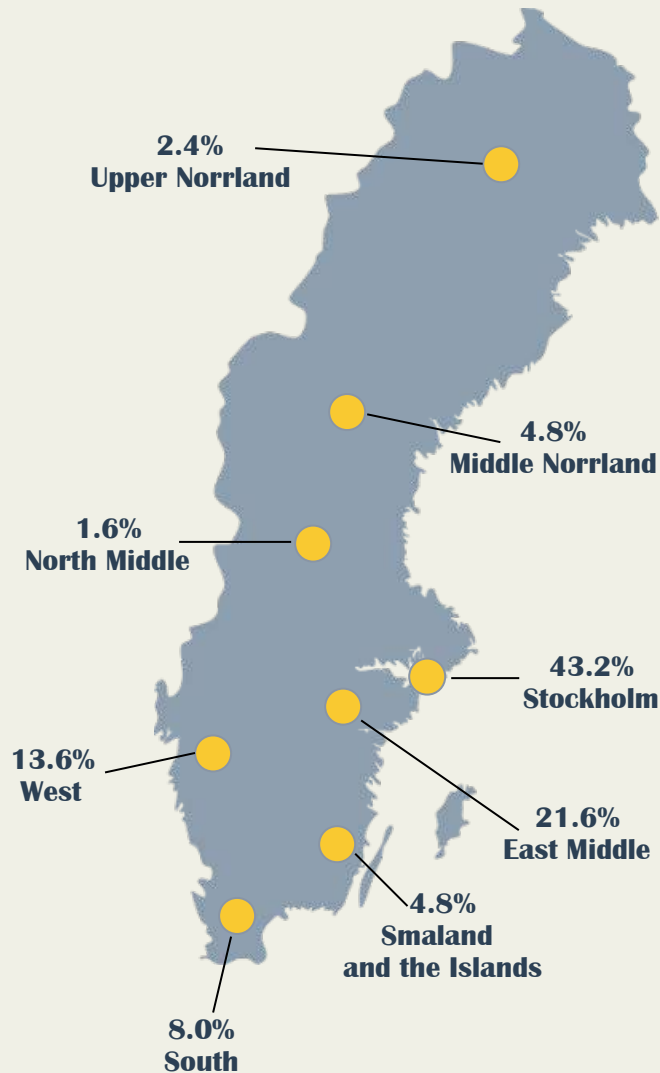 2.4%
Upper Norrland
4.8%
Middle Norrland
1.6%
North Middle
43.2%
Stockholm
13.6%
West
21.6%
East Middle
4.8%
Smaland
and the Islands
8.0%
South